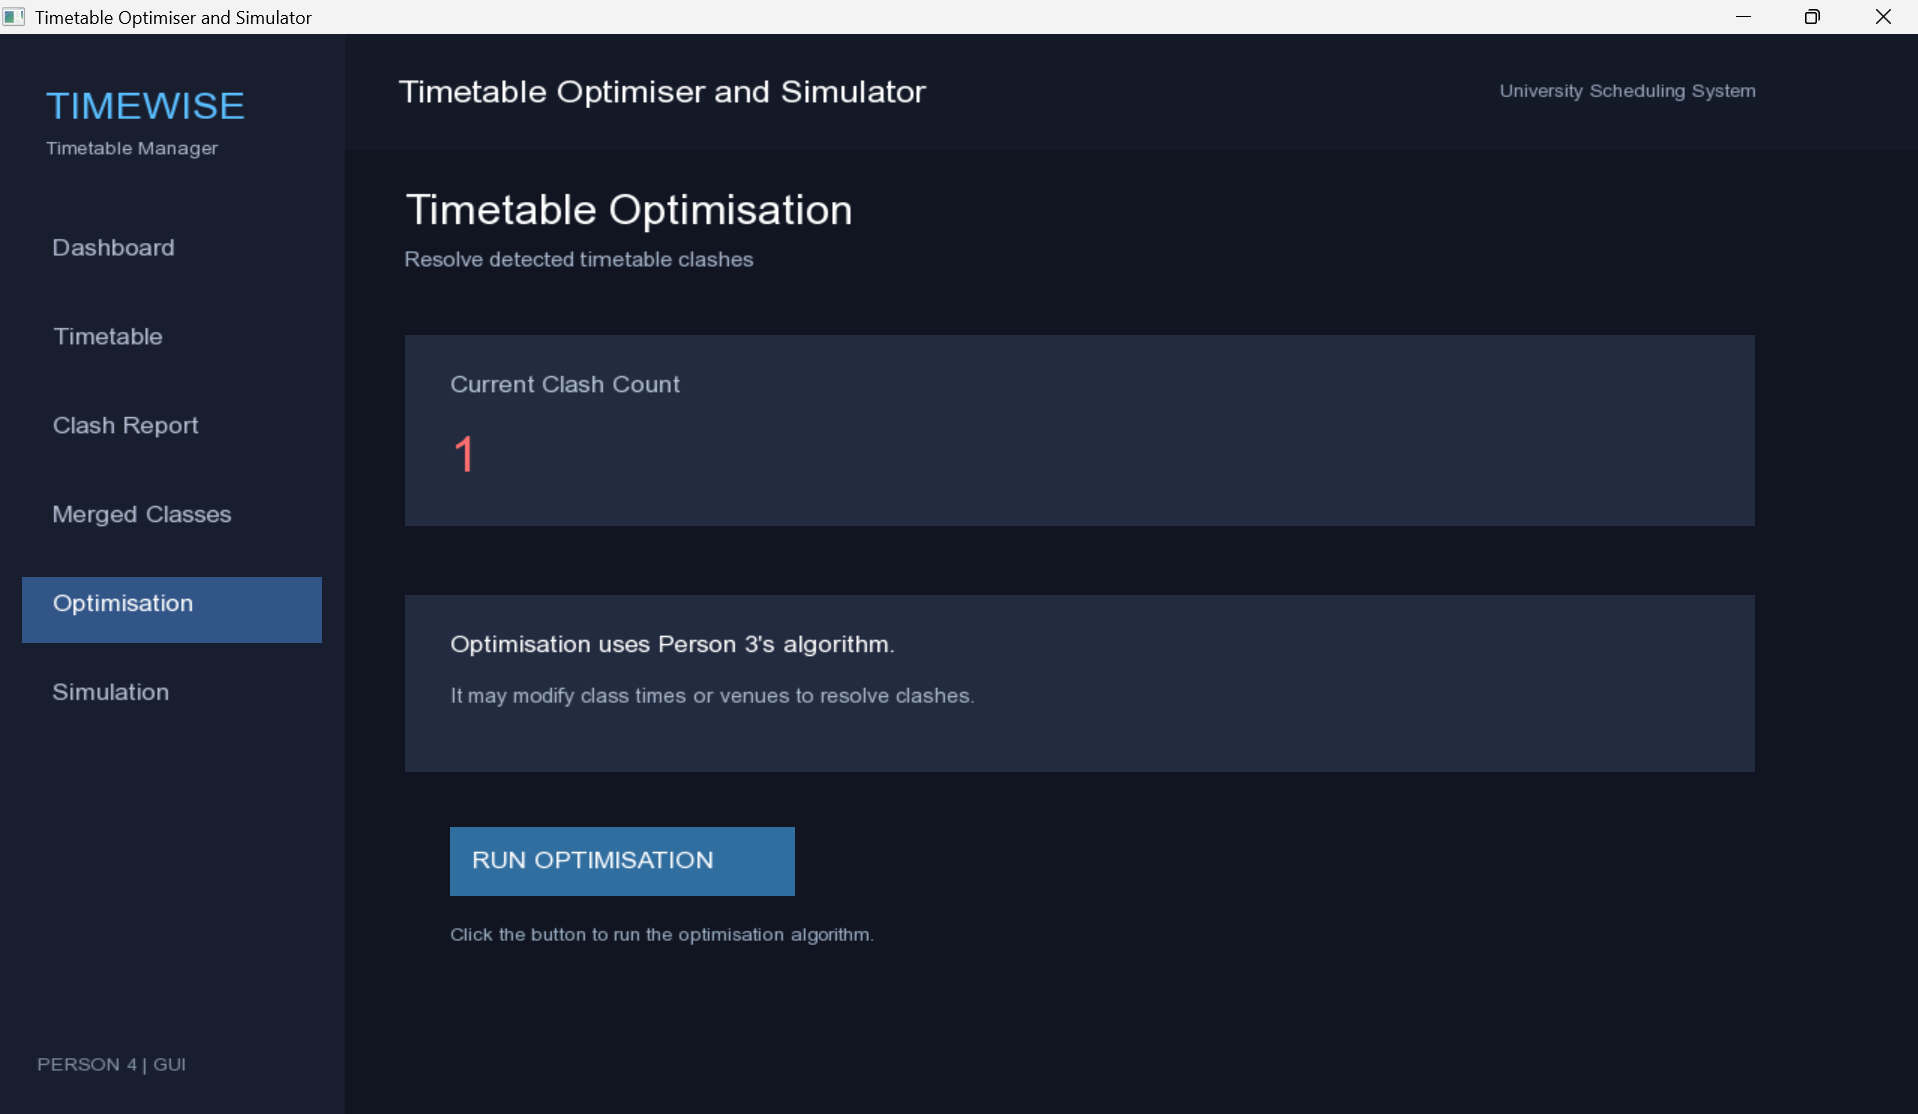 Timetable Optimiser and Simulator
TIMEWISE
Timetable Manager
Dashboard
Timetable
Clash Report
Merged Classes
Optimisation
Simulation
PERSON 4 | GUI
Timetable Optimiser and Simulator
University Scheduling System
Timetable Optimisation
Resolve detected timetable clashes
Current Clash Count
1
Optimisation uses Person 3's algorithm.
It may modify class times or venues to resolve clashes.
RUN OPTIMISATION
Click the button to run the optimisation algorithm.